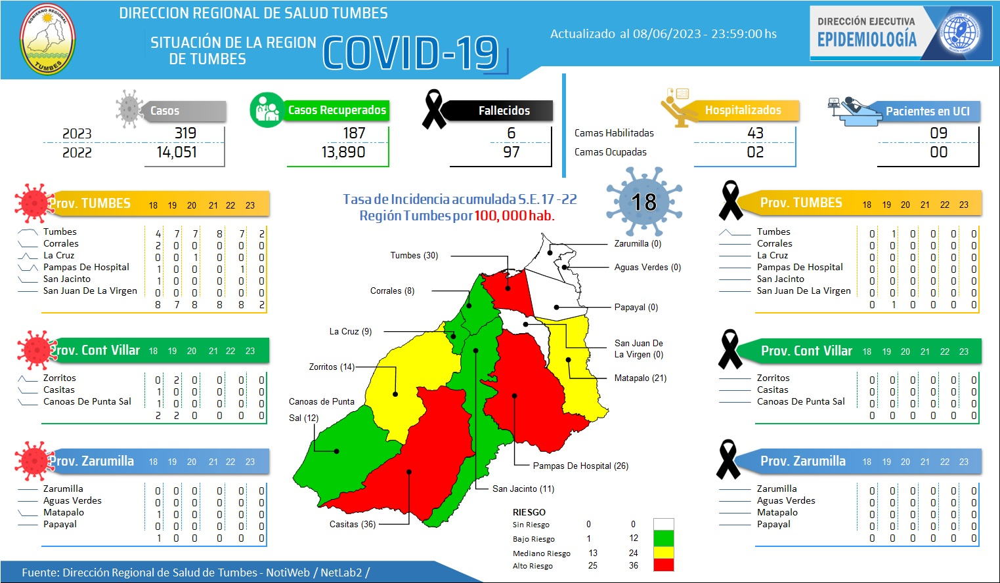 DIRECCION REGIONAL DE SALUD TUMBES
SITUACIÓN DE LA REGION
DE TUMBES
COVID-19
Actualizado al 08/06/2023 - 23:59:00 hs
DIRECCIÓN EJECUTIVA
EPIDEMIOLOGÍA
GOBIERNO REGIONAL
TUMBES
Casos
Casos Recuperados
Fallecidos
Hospitalizados
Pacientes en UCI
2023 319 187 6 Camas Habilitadas 43 09
2022 14,051 13,890 97 Camas Ocupadas 02 00
Prov. TUMBES 18 19 20 21 22 23
Tumbes 4 7 7 8 7 2
Corrales 2 0 0 0 0 0
La Cruz 0 0 1 0 0 0
Pampas De Hospital 1 0 0 0 1 0
San Jacinto 1 0 0 0 0 0
San Juan De La Virgen 0 0 0 0 0 0
8 7 8 8 8 2
Prov. Cont Villar 18 19 20 21 22 23
Zorritos 0 2 0 0 0 0
Casitas 1 0 0 0 0 0
Canoas De Punta Sal 1 0 0 0 0 0
2 2 0 0 0 0
Prov. Zarumilla 18 19 20 21 22 23
Zarumilla 0 0 0 0 0 0
Aguas Verdes 0 0 0 0 0 0
Matapalo 1 0 0 0 0 0
Papayal 0 0 0 0 0 0
1 0 0 0 0 0
Tasa de Incidencia acumulada S.E. 17 -22
Región Tumbes por 100, 000 hab.
18
Zarumilla (0)
Tumbes (30)
Aguas Verdes (0)
Corrales (8)
Papayal (0)
La Cruz (9)
San Juan De
La Virgen (0)
Zorritos (14)
Matapalo (21)
Canoas de Punta
Sal (12)
Pampas De Hospital (26)
San Jacinto (11)
Casitas (36)
RIESGO
Sin Riesgo 0 0
Bajo Riesgo 1 12
Mediano Riesgo 13 24
Alto Riesgo 25 36
Prov. TUMBES 18 19 20 21 22 23
Tumbes 0 1 0 0 0 0
Corrales 0 0 0 0 0 0
La Cruz 0 0 0 0 0 0
Pampas De Hospital 0 0 0 0 0 0
San Jacinto 0 0 0 0 0 0
San Juan De La Virgen 0 0 0 0 0 0
0 1 0 0 0 0
Prov. Cont Villar 18 19 20 21 22 23
Zorritos 0 0 0 0 0 0
Casitas 0 0 0 0 0 0
Canoas De Punta Sal 0 0 0 0 0 0
0 0 0 0 0 0
Prov. Zarumilla 18 19 20 21 22 23
Zarumilla 0 0 0 0 0 0
Aguas Verdes 0 0 0 0 0 0
Matapalo 0 0 0 0 0 0
Papayal 0 0 0 0 0 0
0 0 0 0 0 0
Fuente: Dirección Regional de Salud de Tumbes - NotiWeb / NetLab2 /